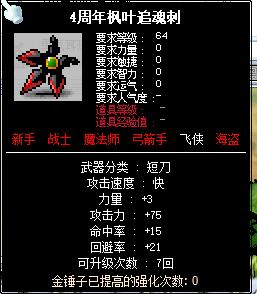 4周年枫叶追魂刺
要求等级: 64
要求力量: 0
要求敏捷: 0
要求智力: 0
要求运气: 0
要求人气度: -
道具等级: -
道具经验值: -
新手 战士 魔法师 弓箭手 飞侠 海盗
武器分类 : 短刀
攻击速度 : 快
力量 : +3
攻击力 : +75
命中率 : +15
回避率 : +21
可升级次数 : 7回
金锤子已提高的强化次数: 0